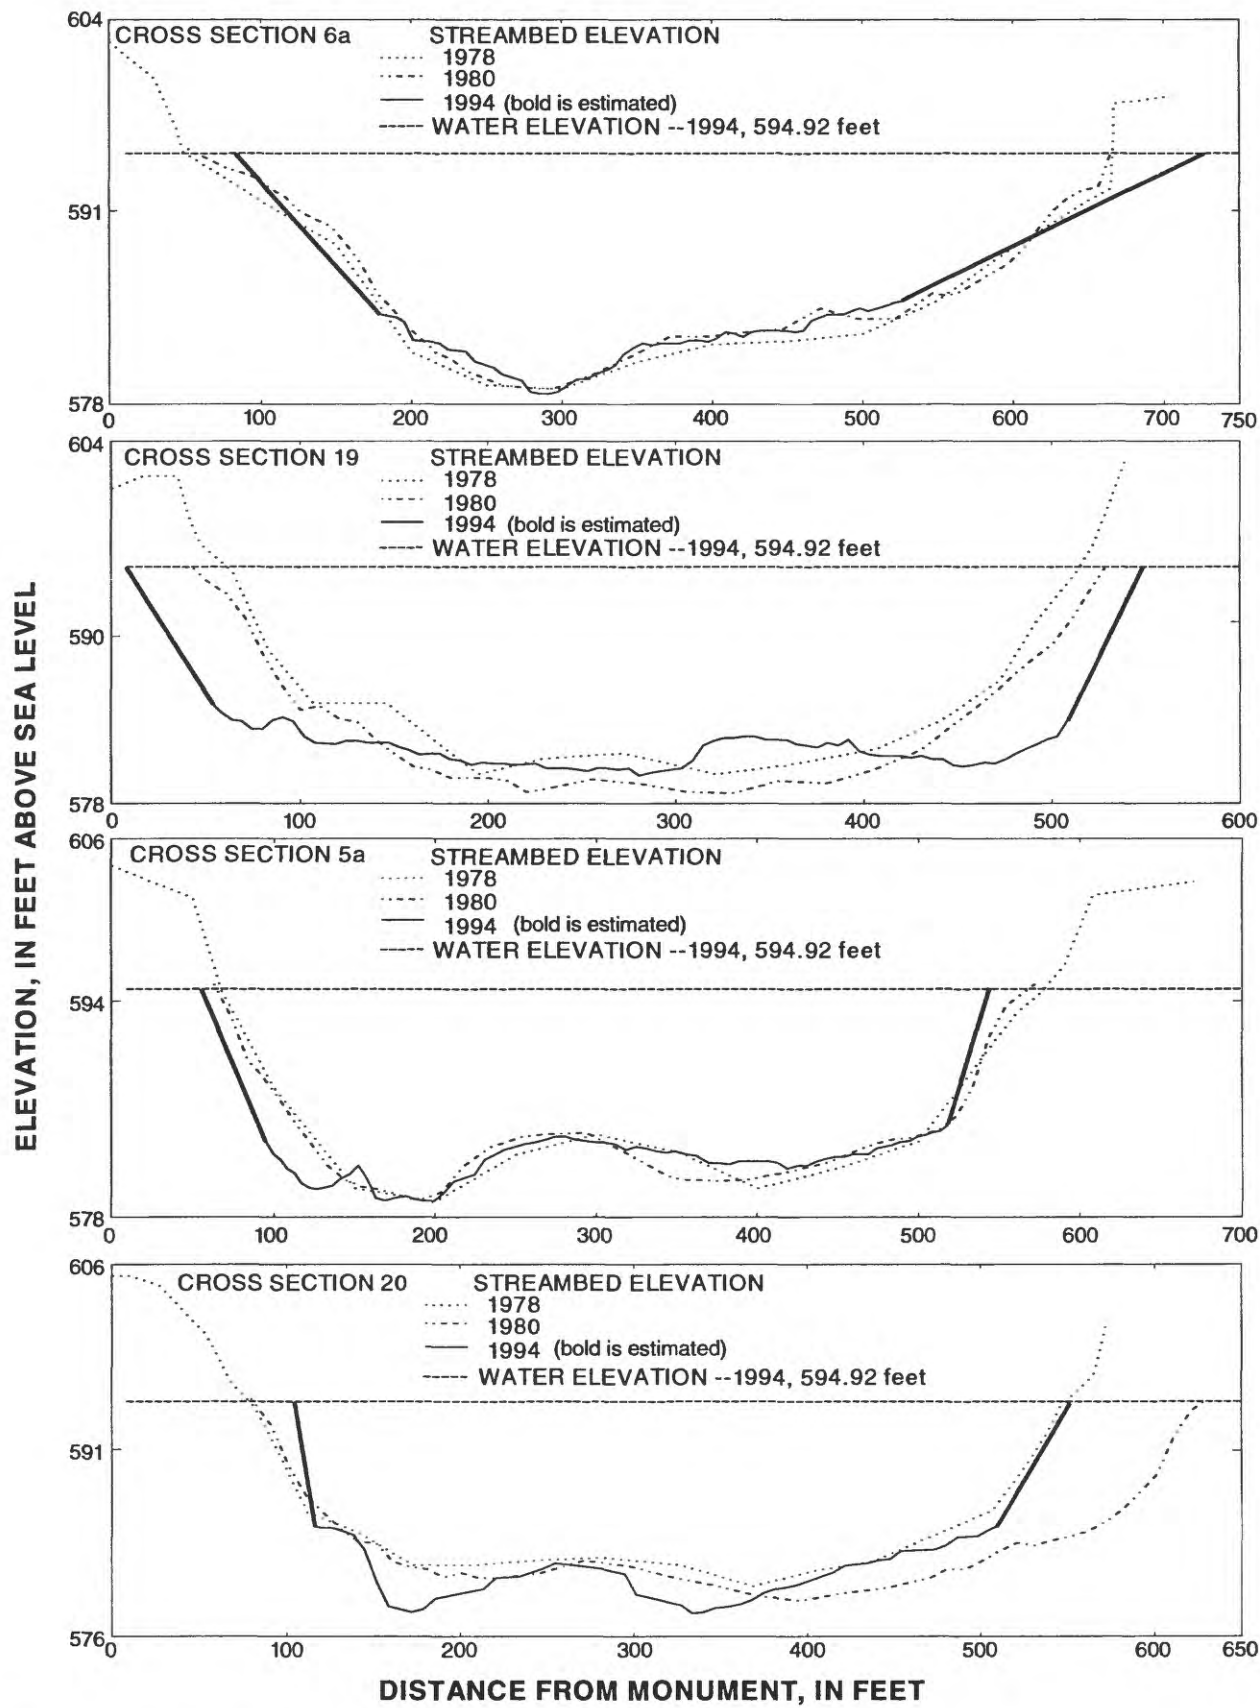 ELEVATION, IN FEET ABOVE SEA LEVEL
604
CROSS SECTION 6a STREAMBED ELEVATION
1978
1980
1994 (bold is estimated)
WATER ELEVATION --1994, 594.92 feet
591
578
0 100 200 300 400 500 600 700 750
604
CROSS SECTION 19 STREAMBED ELEVATION
1978
1980
1994 (bold is estimated)
WATER ELEVATION --1994, 594.92 feet
590
578
0 100 200 300 400 500 600
606
CROSS SECTION 5a STREAMBED ELEVATION
1978
1980
1994 (bold is estimated)
WATER ELEVATION --1994, 594.92 feet
594
578
0 100 200 300 400 500 600 700
606
CROSS SECTION 20 STREAMBED ELEVATION
1978
1980
1994 (bold is estimated)
WATER ELEVATION --1994, 594.92 feet
591
576
0 100 200 300 400 500 600 650
DISTANCE FROM MONUMENT, IN FEET